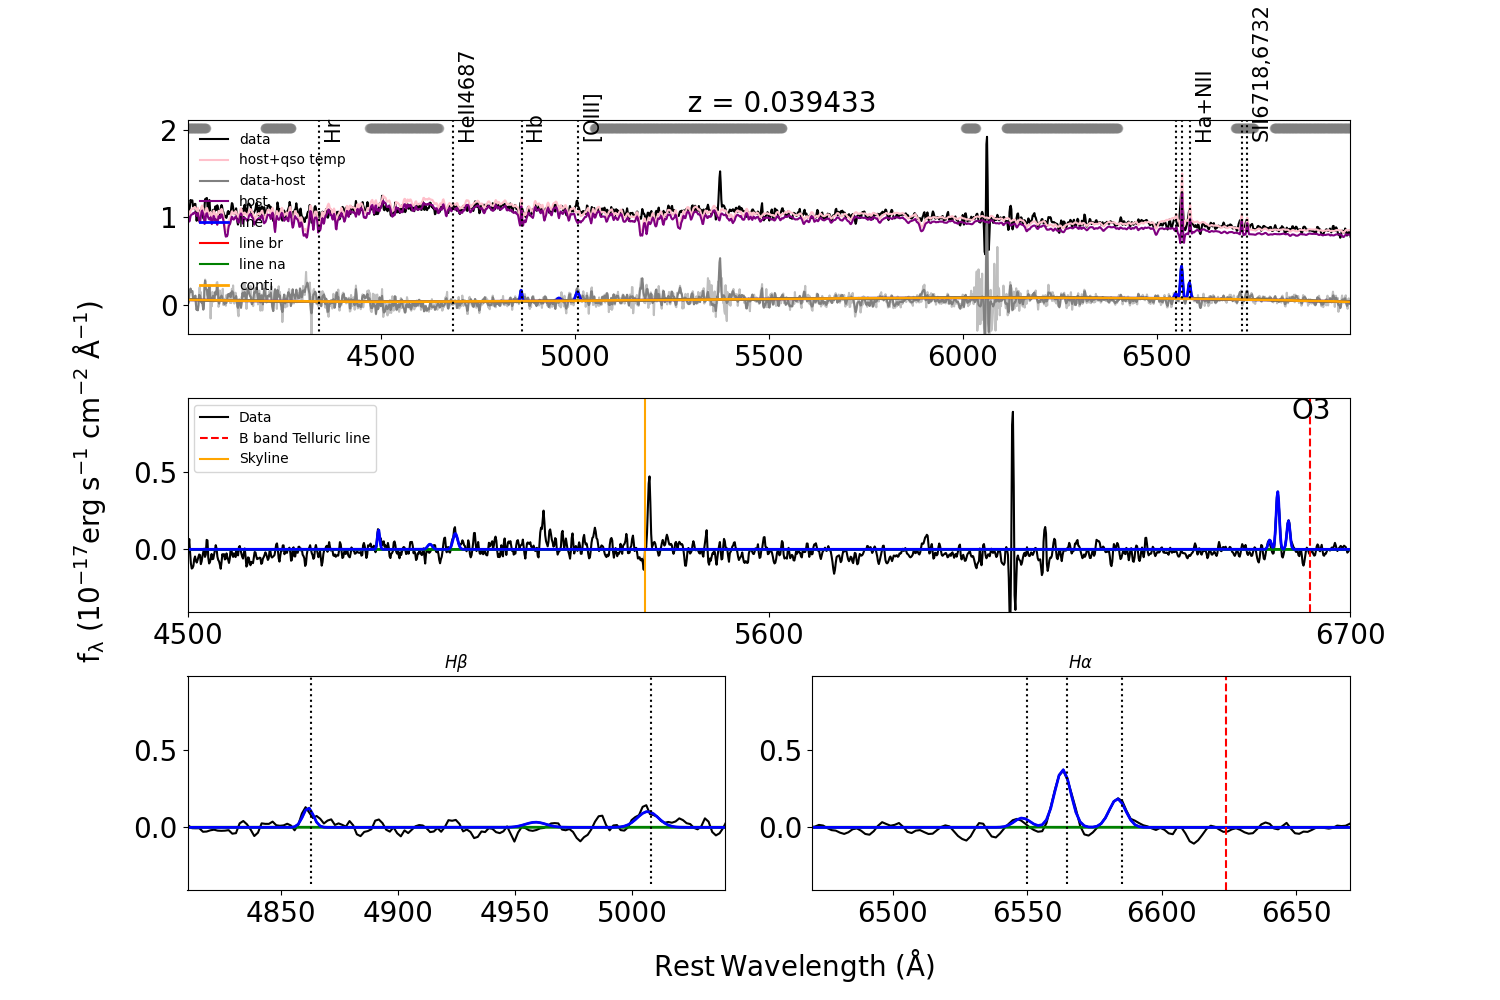 z = 0.039433
Hr
HeII4687
Hb
[OIII]
Ha+NII
SII6718,6732
data
host+qso temp
data-host
host
line
line br
line na
conti
2
1
0
4500 5000 5500 6000 6500
O3
Data
B band Telluric line
Skyline
0.5
0.0
4500 5600 6700
fλ (10⁻¹⁷erg s⁻¹ cm⁻² Å⁻¹)
Hβ
0.5
0.0
4850 4900 4950 5000
Hα
0.5
0.0
6500 6550 6600 6650
Rest Wavelength (Å)